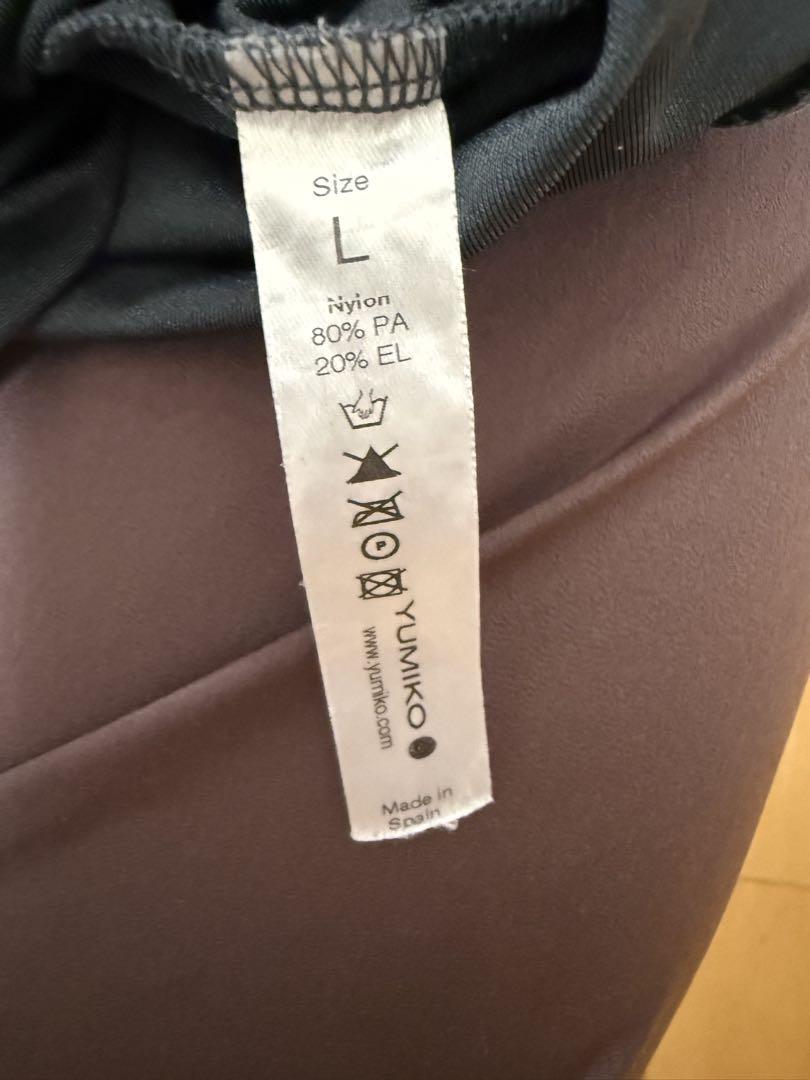 Size
L
Nylon
80% PA
20% EL
P
YUMIKO
www.yumiko.com
Made in
Spain